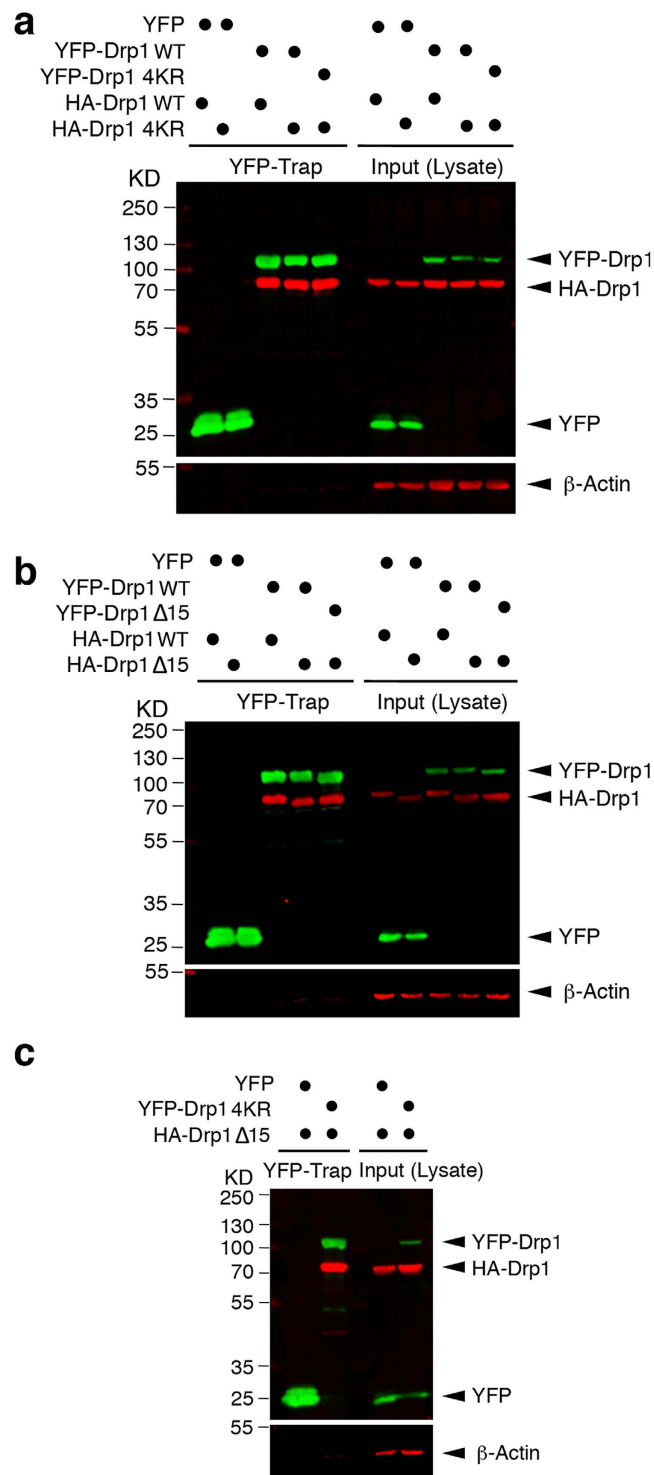 a
YFP
YFP-Drp1 WT
YFP-Drp1 4KR
HA-Drp1 WT
HA-Drp1 4KR
YFP-Trap Input (Lysate)
KD
250
130
100
70
55
35
25
55
YFP-Drp1
HA-Drp1
YFP
β-Actin
b
YFP
YFP-Drp1 WT
YFP-Drp1 Δ15
HA-Drp1 WT
HA-Drp1 Δ15
YFP-Trap Input (Lysate)
KD
250
130
100
70
55
35
25
55
YFP-Drp1
HA-Drp1
YFP
β-Actin
c
YFP
YFP-Drp1 4KR
HA-Drp1 Δ15
YFP-Trap Input (Lysate)
KD
250
130
100
70
55
35
25
55
YFP-Drp1
HA-Drp1
YFP
β-Actin